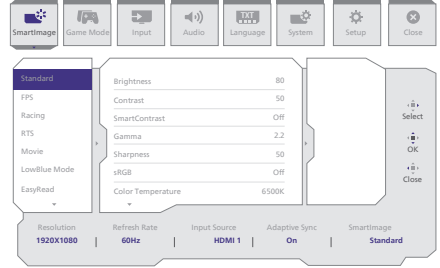 SmartImage
Game Mode
Input
Audio
TXT
Language
System
Setup
Close
Standard
FPS
Racing
RTS
Movie
LowBlue Mode
EasyRead
Brightness 80
Contrast 50
SmartContrast Off
Gamma 2.2
Sharpness 50
sRGB Off
Color Temperature 6500K
Select
OK
Close
Resolution Refresh Rate Input Source Adaptive Sync SmartImage
1920X1080 | 60Hz | HDMI 1 | On | Standard